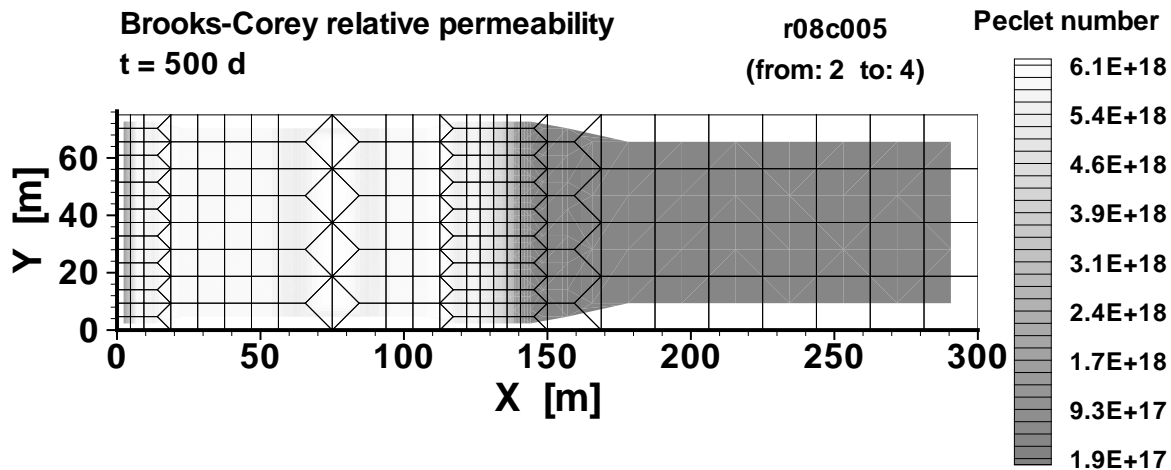 Brooks-Corey relative permeability
t = 500 d
r08c005
(from: 2 to: 4)
Peclet number
6.1E+18
5.4E+18
4.6E+18
3.9E+18
3.1E+18
2.4E+18
1.7E+18
9.3E+17
1.9E+17
Y [m]
60
40
20
0
0 50 100 150 200 250 300
X [m]